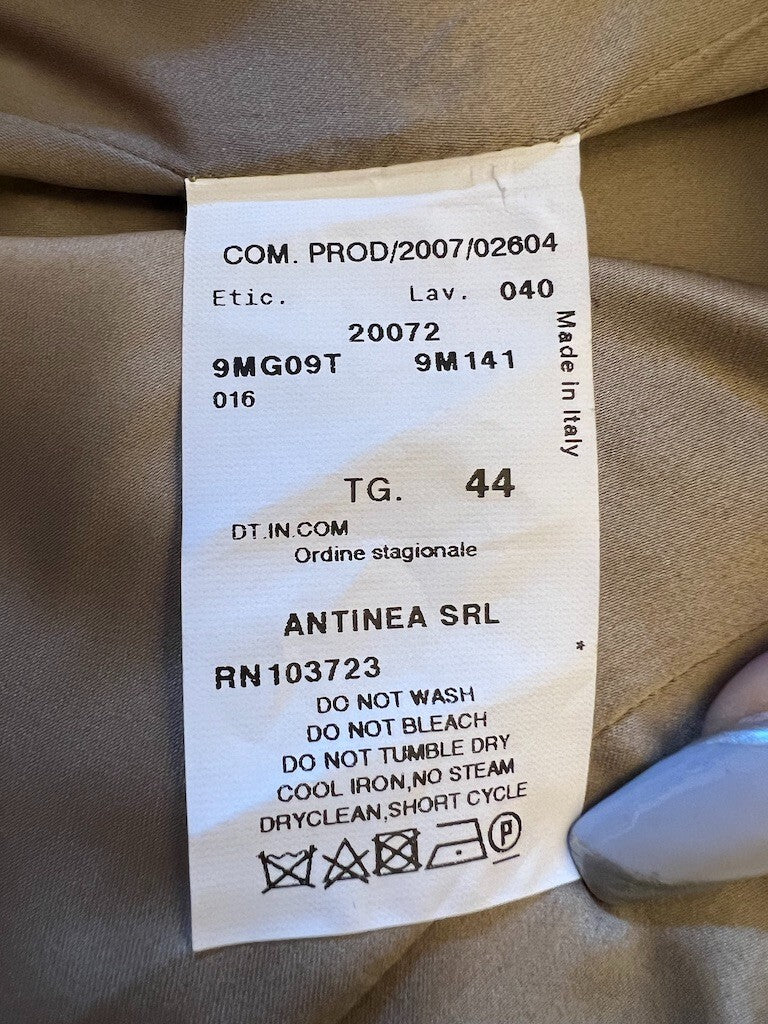 COM. PROD/2007/02604
Etic. Lav. 040
20072
9MG09T 9M141
016
Made in Italy
TG. 44
DT.IN.COM
Ordine stagionale
ANTINEA SRL
*
RN103723
DO NOT WASH
DO NOT BLEACH
DO NOT TUMBLE DRY
COOL IRON,NO STEAM
DRYCLEAN,SHORT CYCLE
P